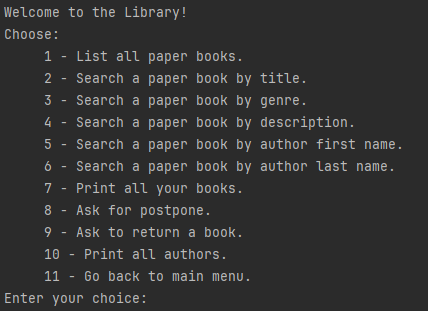 Welcome to the Library!
Choose:
1 - List all paper books.
2 - Search a paper book by title.
3 - Search a paper book by genre.
4 - Search a paper book by description.
5 - Search a paper book by author first name.
6 - Search a paper book by author last name.
7 - Print all your books.
8 - Ask for postpone.
9 - Ask to return a book.
10 - Print all authors.
11 - Go back to main menu.
Enter your choice: